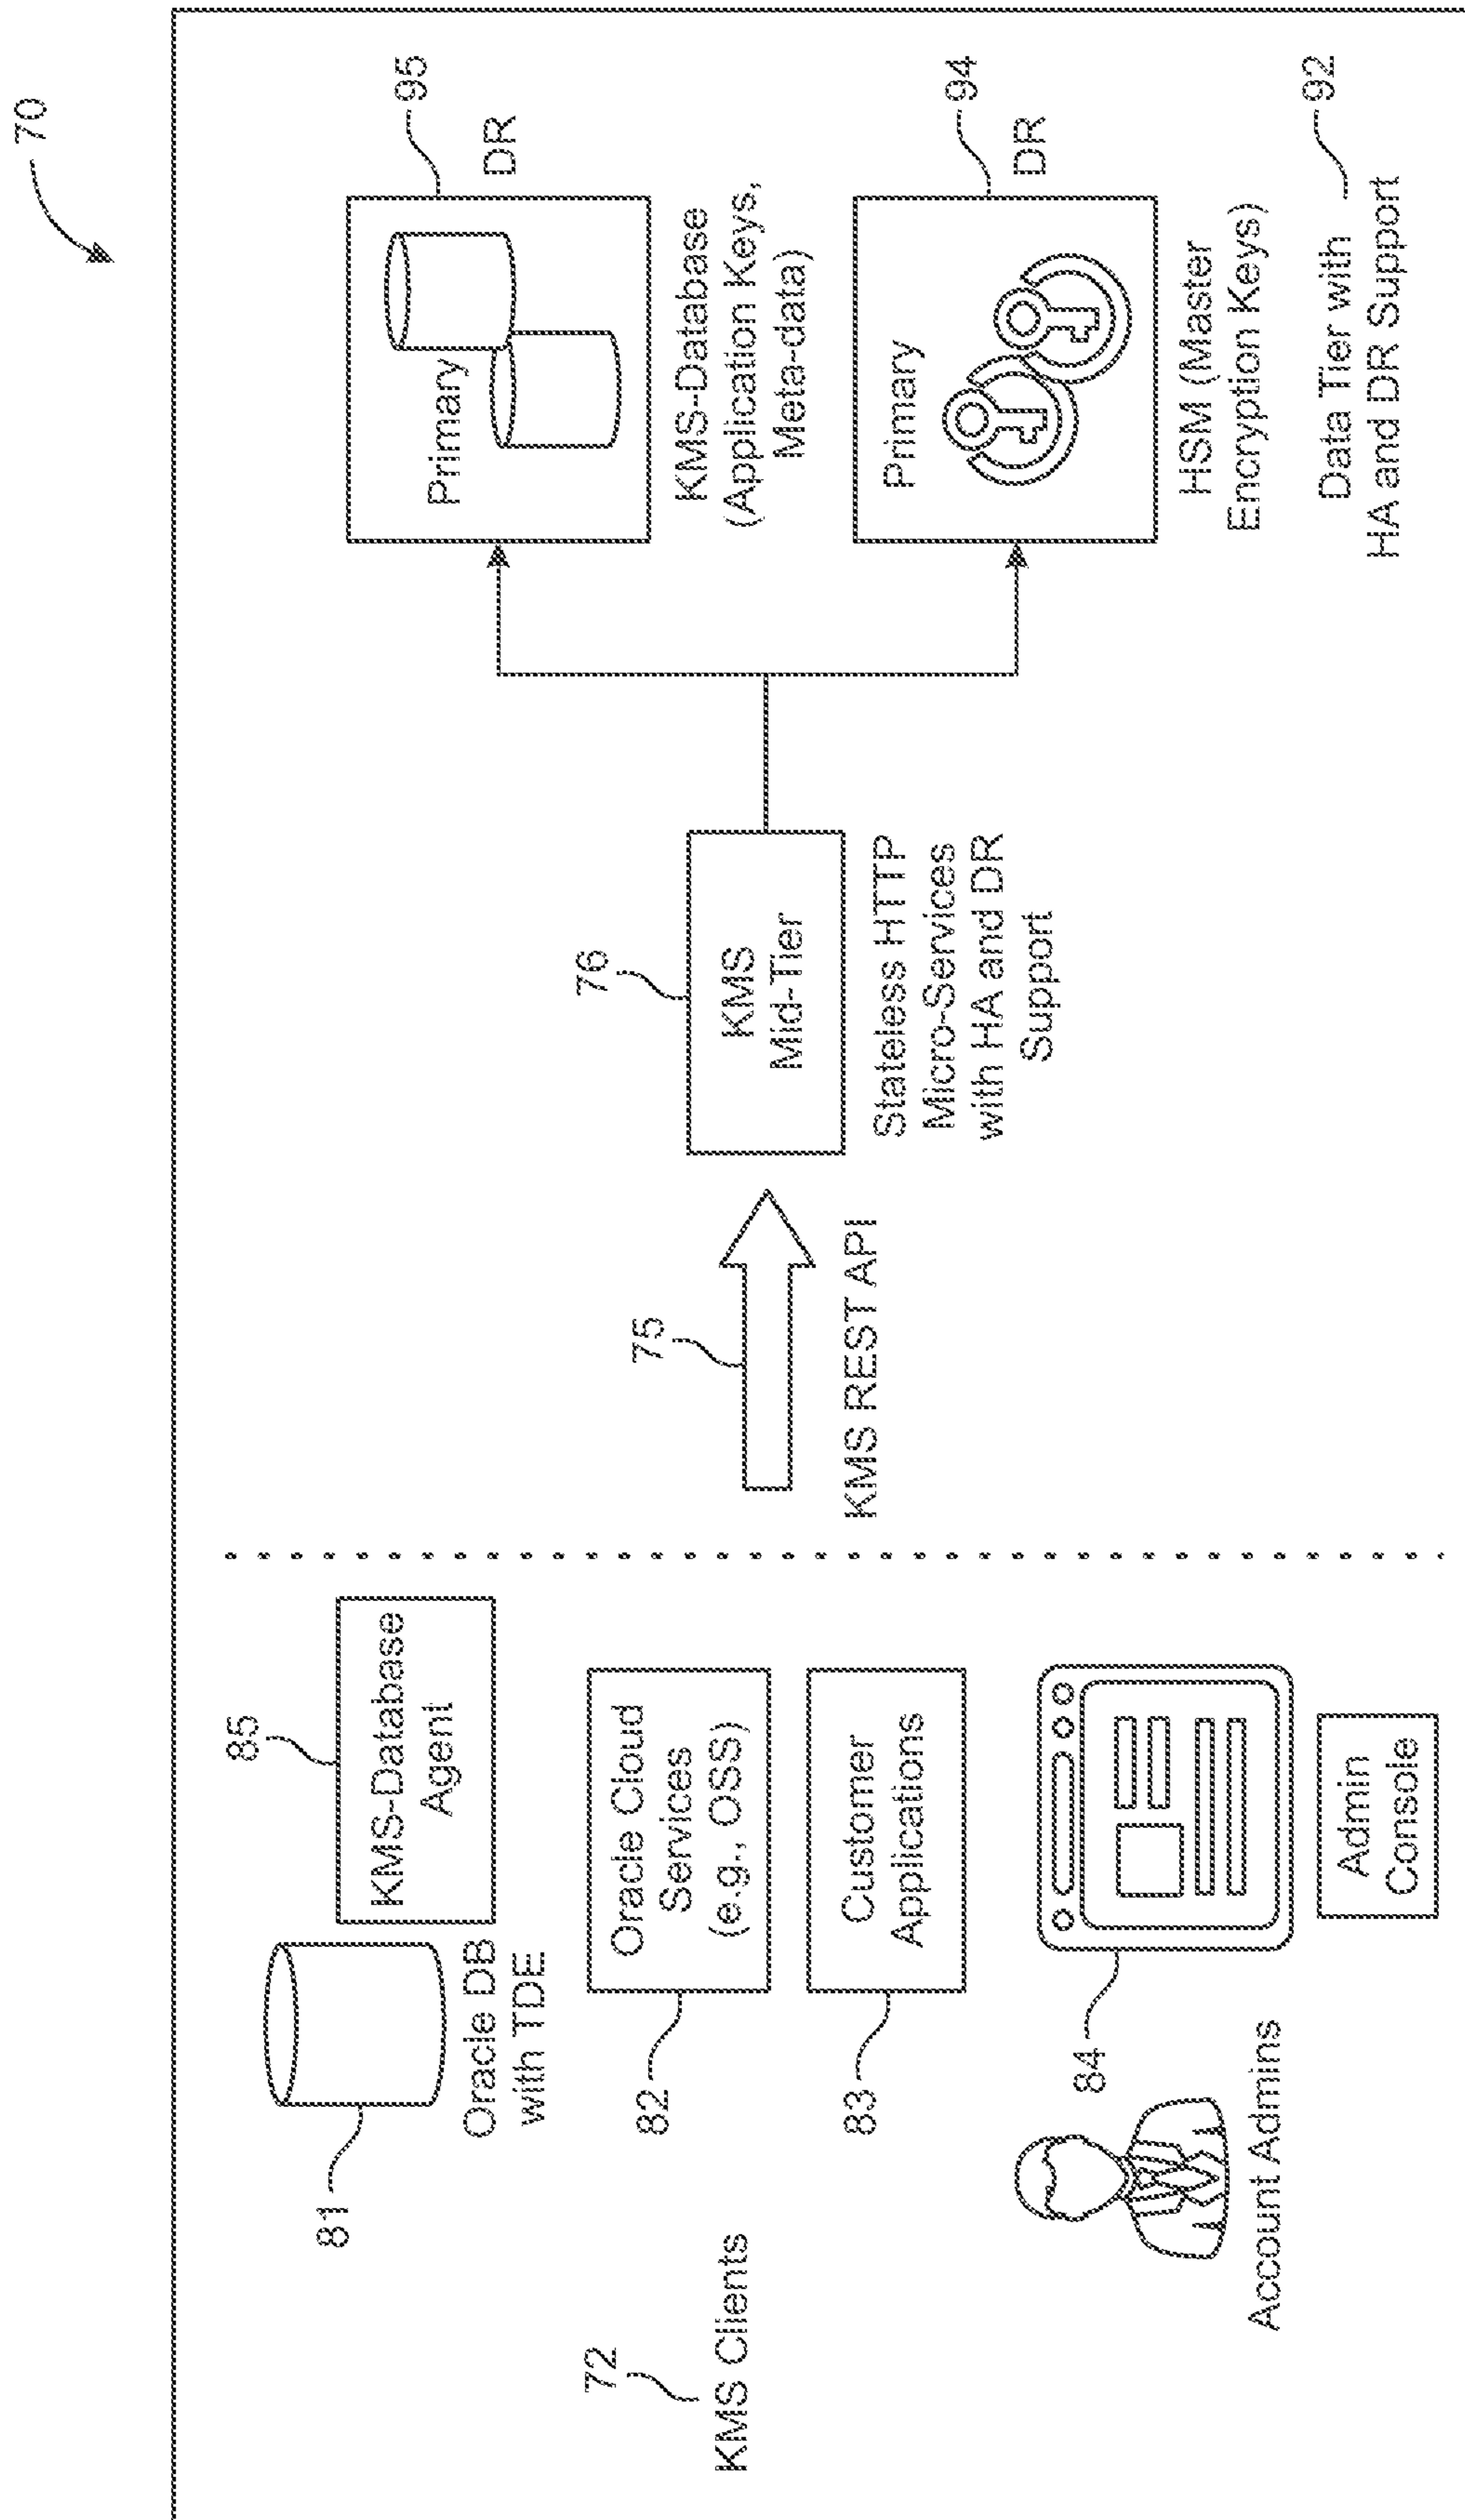 70
72
KMS Clients
81
Oracle DB
with TDE
85
KMS-Database
Agent
82
Oracle Cloud
Services
(e.g., OSS)
83
Customer
Applications
84
Account Admins
Admin
Console
75
KMS REST API
76
KMS
Mid-Tier
Stateless HTTP
Micro-Services
with HA and DR
Support
95
Primary
DR
KMS-Database
(Application Keys,
Meta-data)
94
Primary
DR
HSM (Master
Encryption Keys)
92
Data Tier with
HA and DR Support